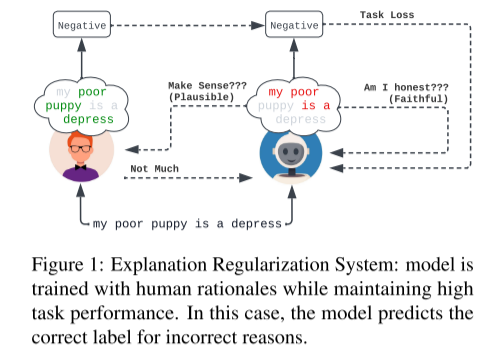 Negative
Negative
Task Loss
my poor
puppy is a
depress
Make Sense???
(Plausible)
my poor
puppy is a
depress
Am I honest???
(Faithful)
Not Much
my poor puppy is a depress
Figure 1: Explanation Regularization System: model is
trained with human rationales while maintaining high
task performance. In this case, the model predicts the
correct label for incorrect reasons.